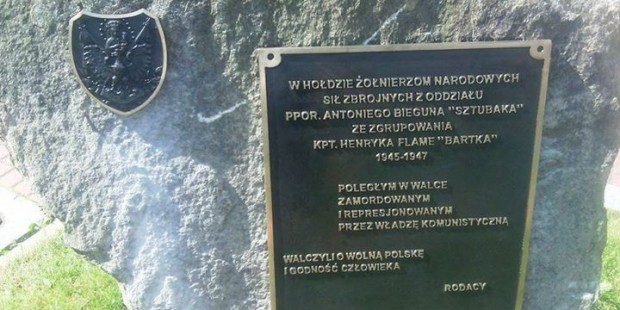 W HOŁDZIE ŻOŁNIERZOM NARODOWYCH
SIŁ ZBROJNYCH Z ODDZIAŁU
PPOR. ANTONIEGO BIEGUNA "SZTUBAKA"
ZE ZGRUPOWANIA
KPT. HENRYKA FLAME "BARTKA"
1945-1947
POLEGŁYM W WALCE
ZAMORDOWANYM
I REPRESJONOWANYM
PRZEZ WŁADZĘ KOMUNISTYCZNĄ
WALCZYLI O WOLNĄ POLSKĘ
I GODNOŚĆ CZŁOWIEKA
RODACY